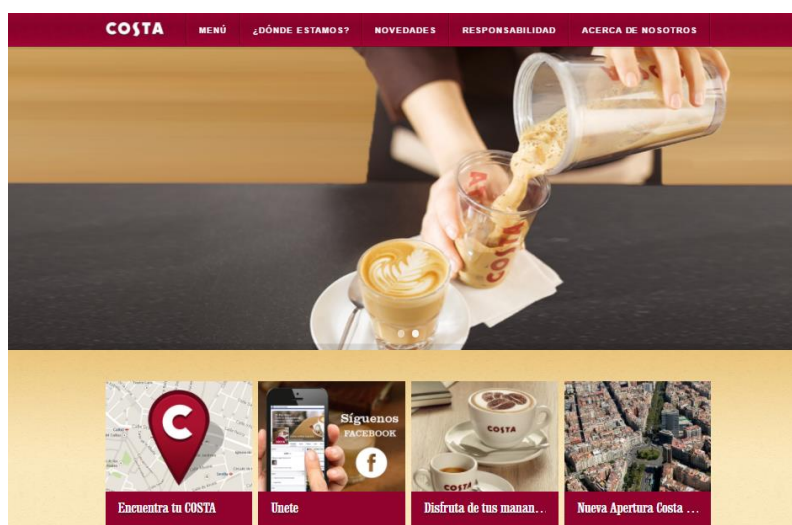 COSTA MENÚ ¿DÓNDE ESTAMOS? NOVEDADES RESPONSABILIDAD ACERCA DE NOSOTROS
COSTA
COSTA
Síguenos
FACEBOOK
f
C
COSTA
COSTA
Encuentra tu COSTA
Unete
Disfruta de tus manan...
Nueva Apertura Costa ...